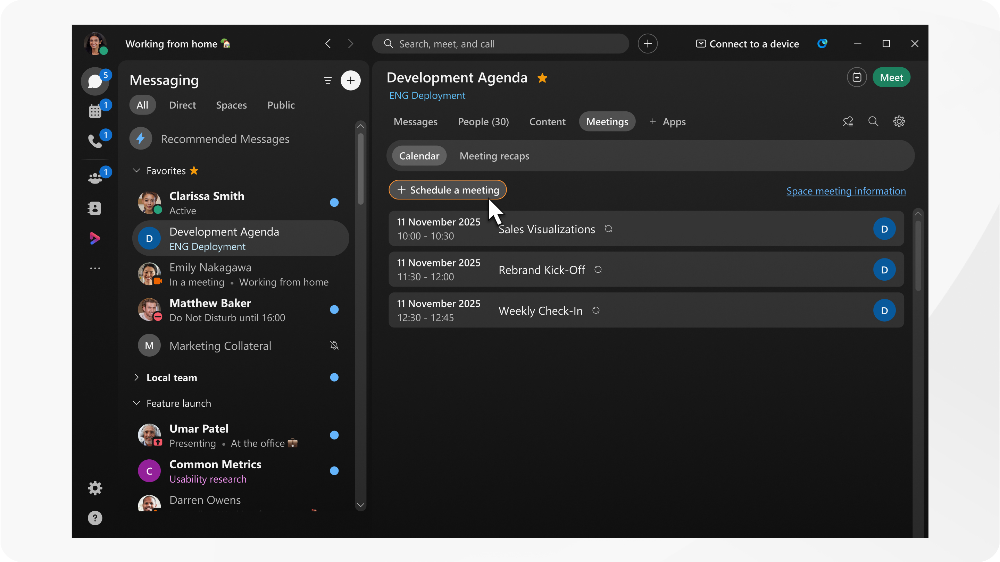 Working from home
Search, meet, and call
Connect to a device
5
1
1
1
Messaging
All
Direct
Spaces
Public
Recommended Messages
Favorites
Clarissa Smith
Active
D
Development Agenda
ENG Deployment
Emily Nakagawa
In a meeting • Working from home
Matthew Baker
Do Not Disturb until 16:00
M
Marketing Collateral
Local team
Feature launch
Umar Patel
Presenting • At the office
C
Common Metrics
Usability research
Darren Owens
?
Development Agenda
Meet
ENG Deployment
Messages
People (30)
Content
Meetings
+ Apps
Calendar
Meeting recaps
+ Schedule a meeting
Space meeting information
11 November 2025
10:00 - 10:30
Sales Visualizations
D
11 November 2025
11:30 - 12:00
Rebrand Kick-Off
D
11 November 2025
12:30 - 12:45
Weekly Check-In
D